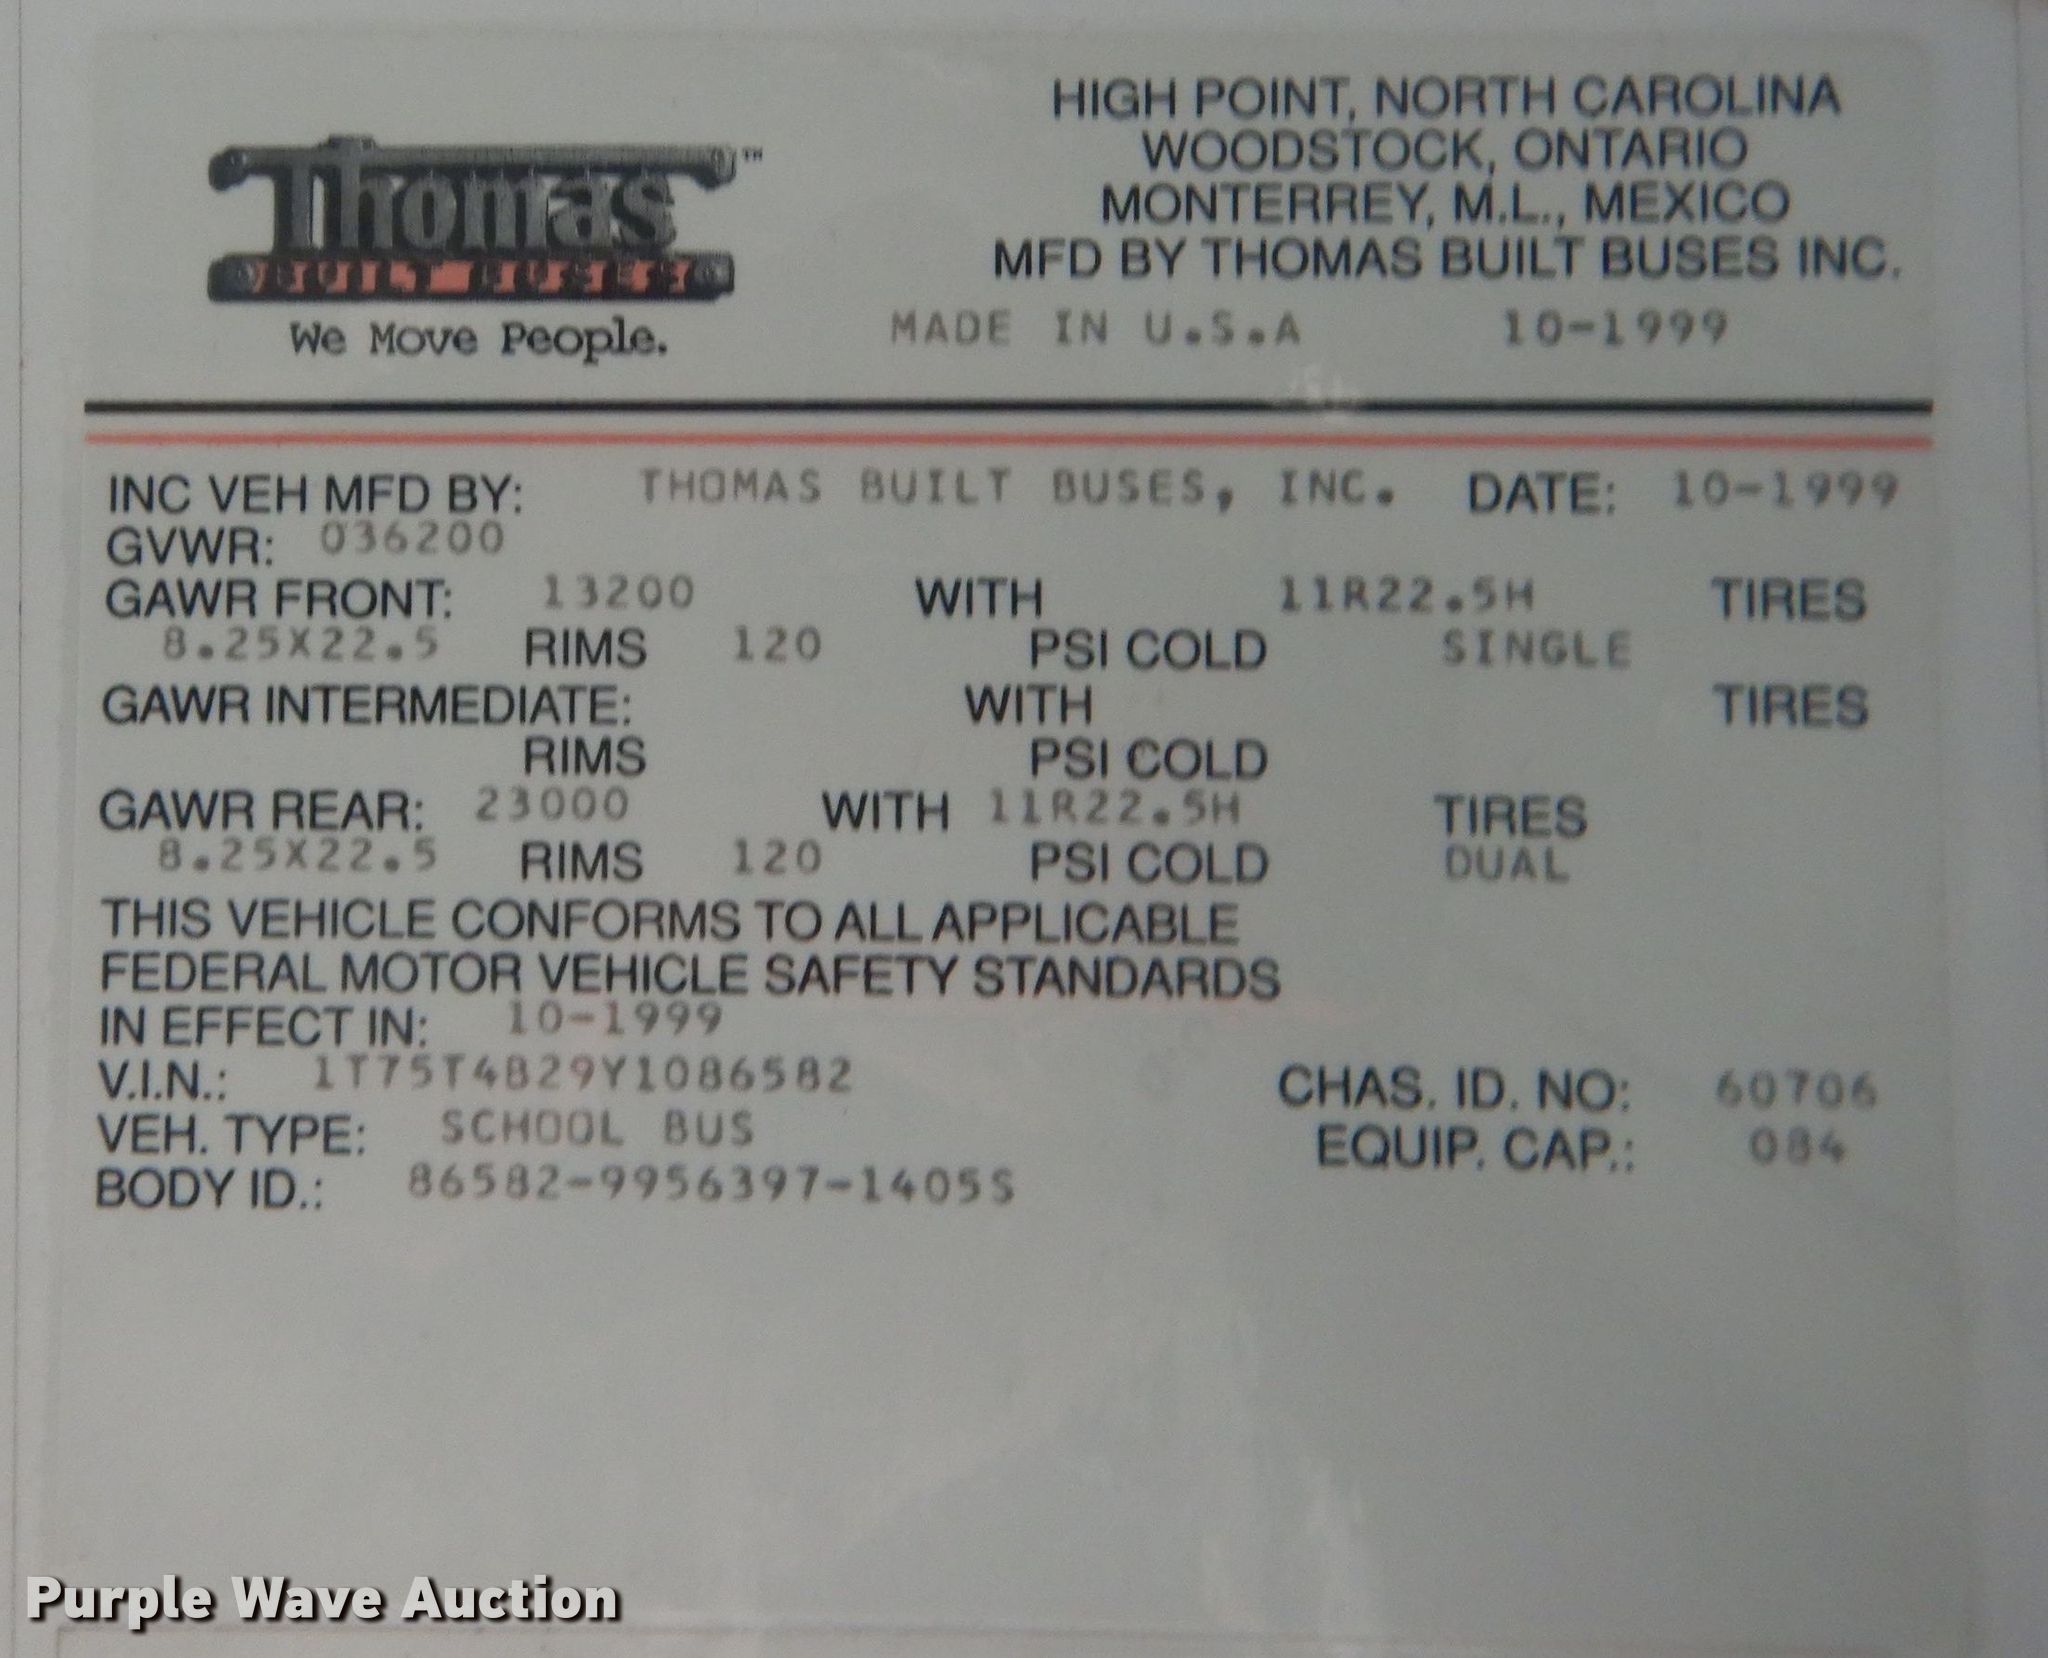 HIGH POINT, NORTH CAROLINA
WOODSTOCK, ONTARIO
MONTERREY, M.L., MEXICO
MFD BY THOMAS BUILT BUSES INC.
Thomas ™
BUILT BUSES
We Move People.
MADE IN U.S.A 10-1999
INC VEH MFD BY: THOMAS BUILT BUSES, INC. DATE: 10-1999
GVWR: 036200
GAWR FRONT: 13200 WITH 11R22.5H TIRES
8.25X22.5 RIMS 120 PSI COLD SINGLE
GAWR INTERMEDIATE: WITH TIRES
RIMS PSI COLD
GAWR REAR: 23000 WITH 11R22.5H TIRES
8.25X22.5 RIMS 120 PSI COLD DUAL
THIS VEHICLE CONFORMS TO ALL APPLICABLE
FEDERAL MOTOR VEHICLE SAFETY STANDARDS
IN EFFECT IN: 10-1999
V.I.N.: 1T75T4B29Y1086582 CHAS. ID. NO: 60706
VEH. TYPE: SCHOOL BUS EQUIP. CAP.: 084
BODY ID.: 86582-9956397-1405S
Purple Wave Auction